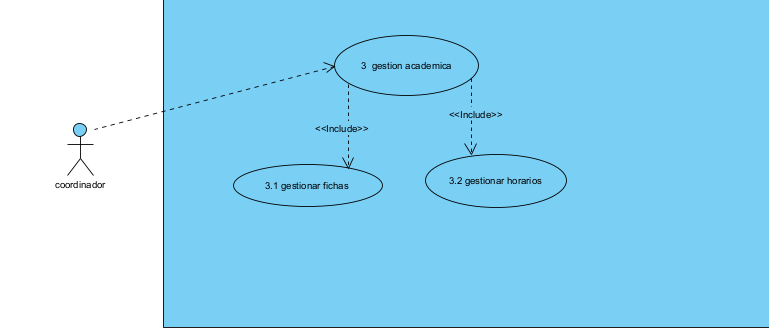 3 gestion academica
<<Include>>
<<Include>>
3.1 gestionar fichas
3.2 gestionar horarios
coordinador